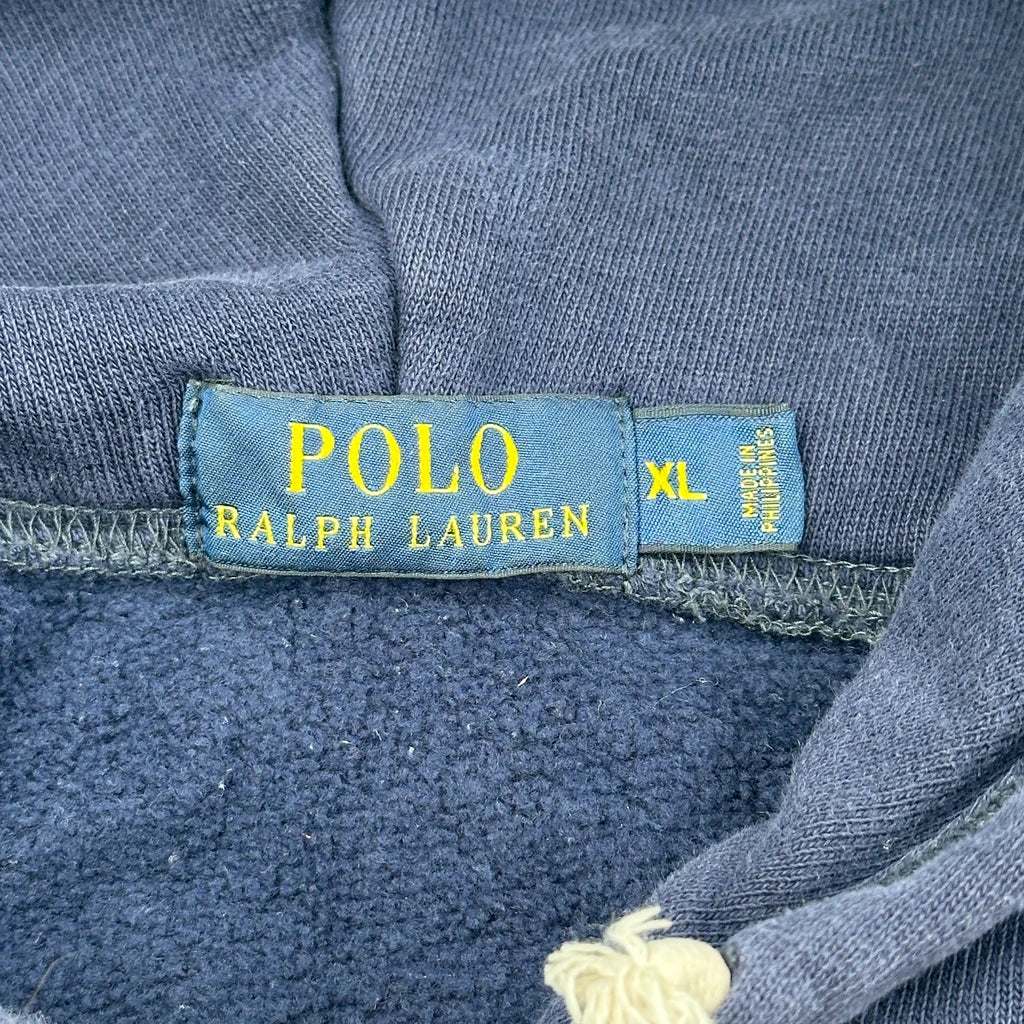 POLO
RALPH LAUREN
XL
MADE IN
PHILIPPINES